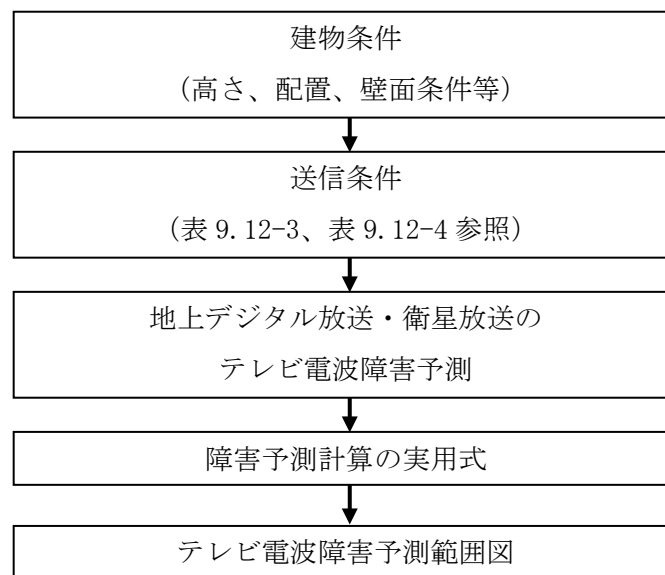 建物条件
（高さ、配置、壁面条件等）
送信条件
（表 9.12-3、表 9.12-4 参照）
地上デジタル放送・衛星放送の
テレビ電波障害予測
障害予測計算の実用式
テレビ電波障害予測範囲図